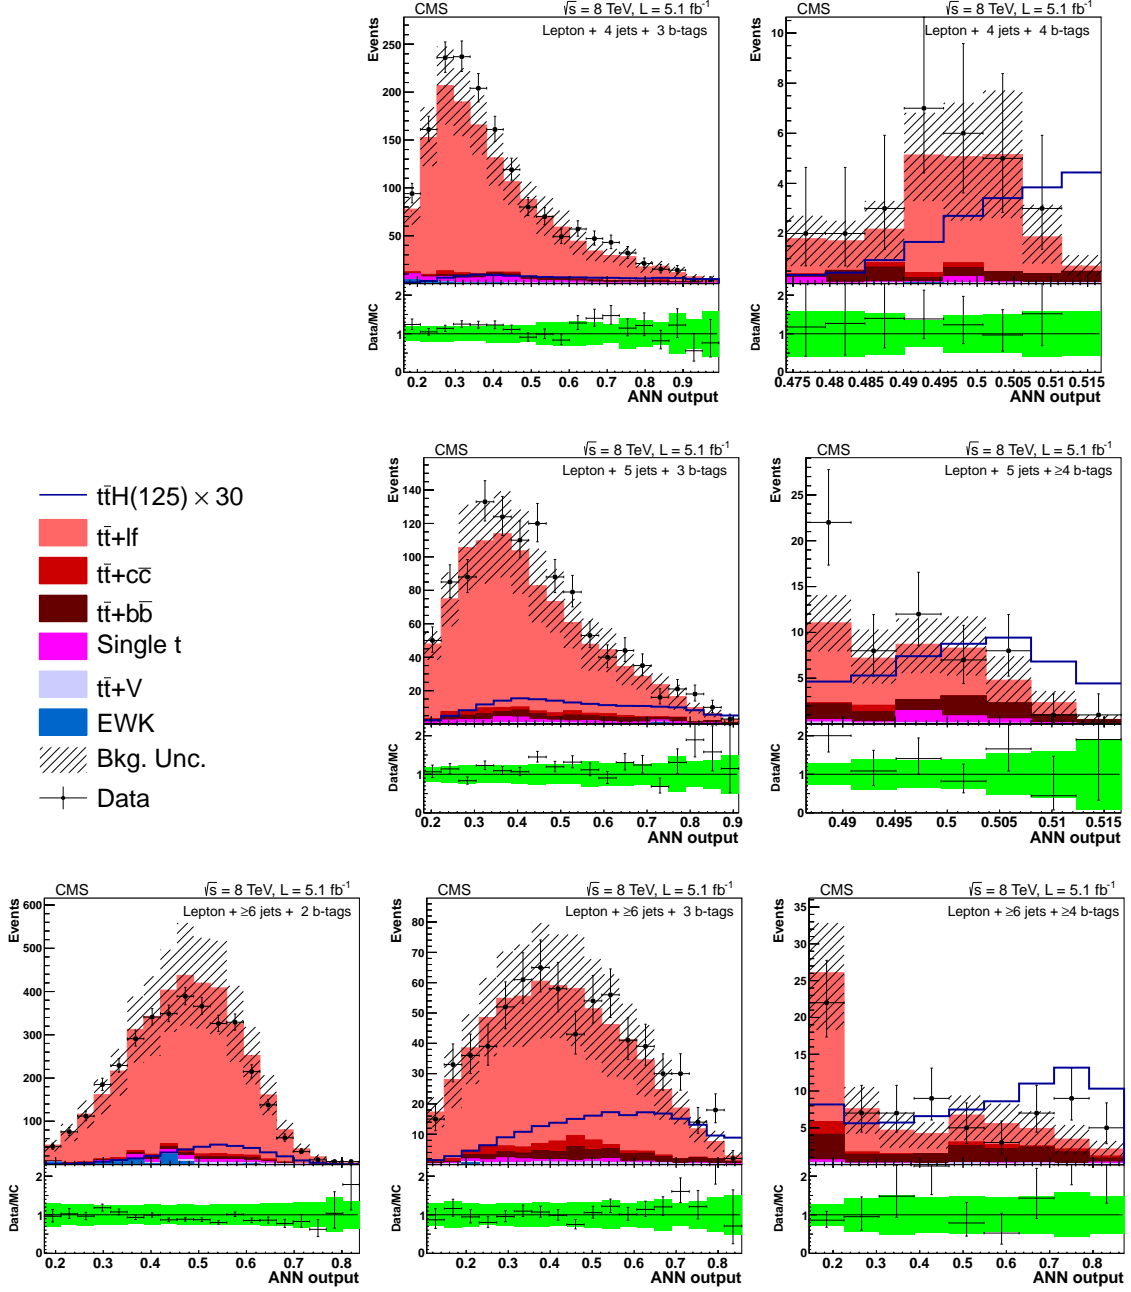 CMS √s = 8 TeV, L = 5.1 fb⁻¹
Lepton + 4 jets + 3 b-tags
Events
250
200
150
100
50
Data/MC
2
1
0
0.2 0.3 0.4 0.5 0.6 0.7 0.8 0.9
ANN output
CMS √s = 8 TeV, L = 5.1 fb⁻¹
Lepton + 4 jets + 4 b-tags
Events
10
8
6
4
2
Data/MC
2
1
0
0.475 0.48 0.485 0.49 0.495 0.5 0.505 0.51 0.515
ANN output
tt̄H(125) × 30
tt̄+lf
tt̄+cc̄
tt̄+bb̄
Single t
tt̄+V
EWK
Bkg. Unc.
Data
CMS √s = 8 TeV, L = 5.1 fb⁻¹
Lepton + 5 jets + 3 b-tags
Events
140
120
100
80
60
40
20
Data/MC
2
1
0
0.2 0.3 0.4 0.5 0.6 0.7 0.8 0.9
ANN output
CMS √s = 8 TeV, L = 5.1 fb⁻¹
Lepton + 5 jets + ≥4 b-tags
Events
25
20
15
10
5
Data/MC
2
1
0
0.49 0.495 0.5 0.505 0.51 0.515
ANN output
CMS √s = 8 TeV, L = 5.1 fb⁻¹
Lepton + ≥6 jets + 2 b-tags
Events
600
500
400
300
200
100
Data/MC
2
1
0
0.2 0.3 0.4 0.5 0.6 0.7 0.8
ANN output
CMS √s = 8 TeV, L = 5.1 fb⁻¹
Lepton + ≥6 jets + 3 b-tags
Events
80
70
60
50
40
30
20
10
Data/MC
2
1
0
0.1 0.2 0.3 0.4 0.5 0.6 0.7 0.8
ANN output
CMS √s = 8 TeV, L = 5.1 fb⁻¹
Lepton + ≥6 jets + ≥4 b-tags
Events
35
30
25
20
15
10
5
Data/MC
2
1
0
0.2 0.3 0.4 0.5 0.6 0.7 0.8
ANN output